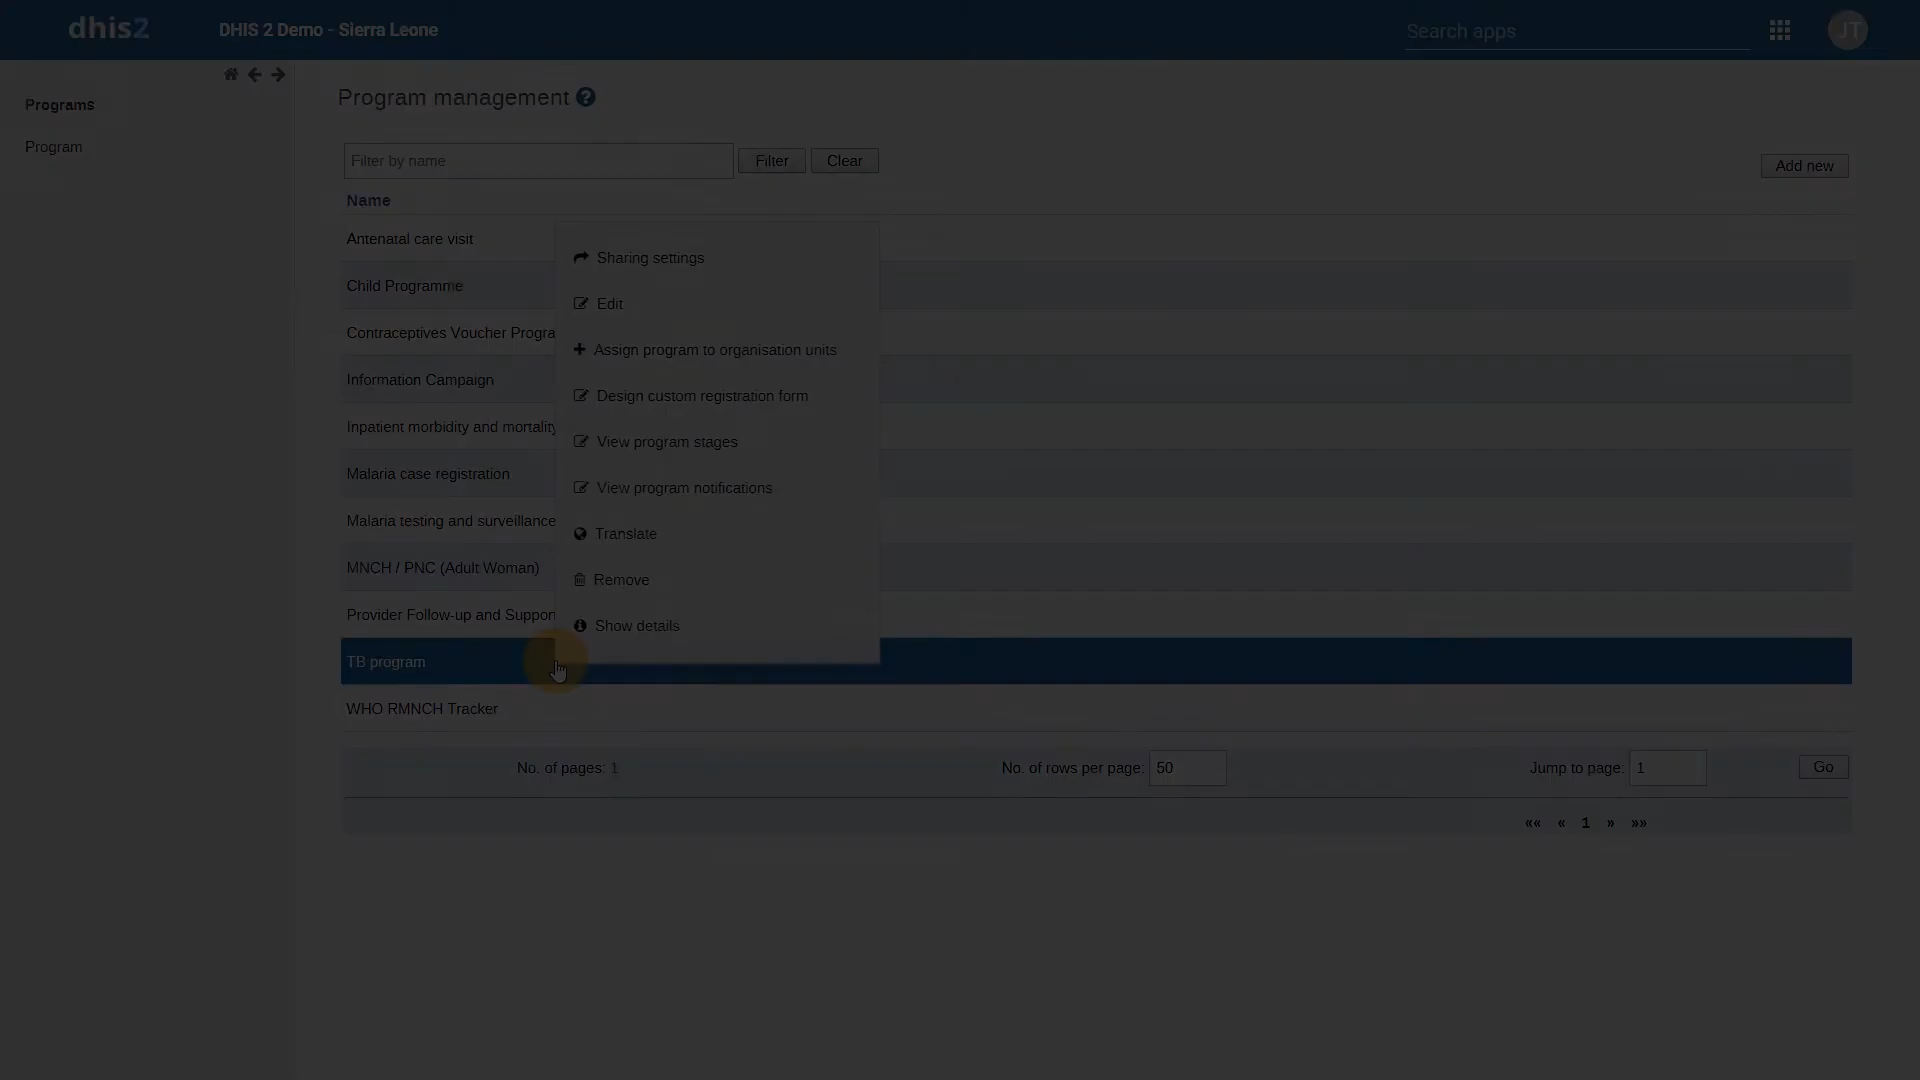 dhis2
DHIS 2 Demo - Sierra Leone
Search apps
JT
Programs
Program
Program management ?
Filter by name
Filter
Clear
Add new
Name
Antenatal care visit
Child Programme
Contraceptives Voucher Progra
Information Campaign
Inpatient morbidity and mortality
Malaria case registration
Malaria testing and surveillance
MNCH / PNC (Adult Woman)
Provider Follow-up and Support
TB program
WHO RMNCH Tracker
Sharing settings
Edit
Assign program to organisation units
Design custom registration form
View program stages
View program notifications
Translate
Remove
Show details
No. of pages: 1
No. of rows per page: 50
Jump to page: 1
Go
«« « 1 » »»